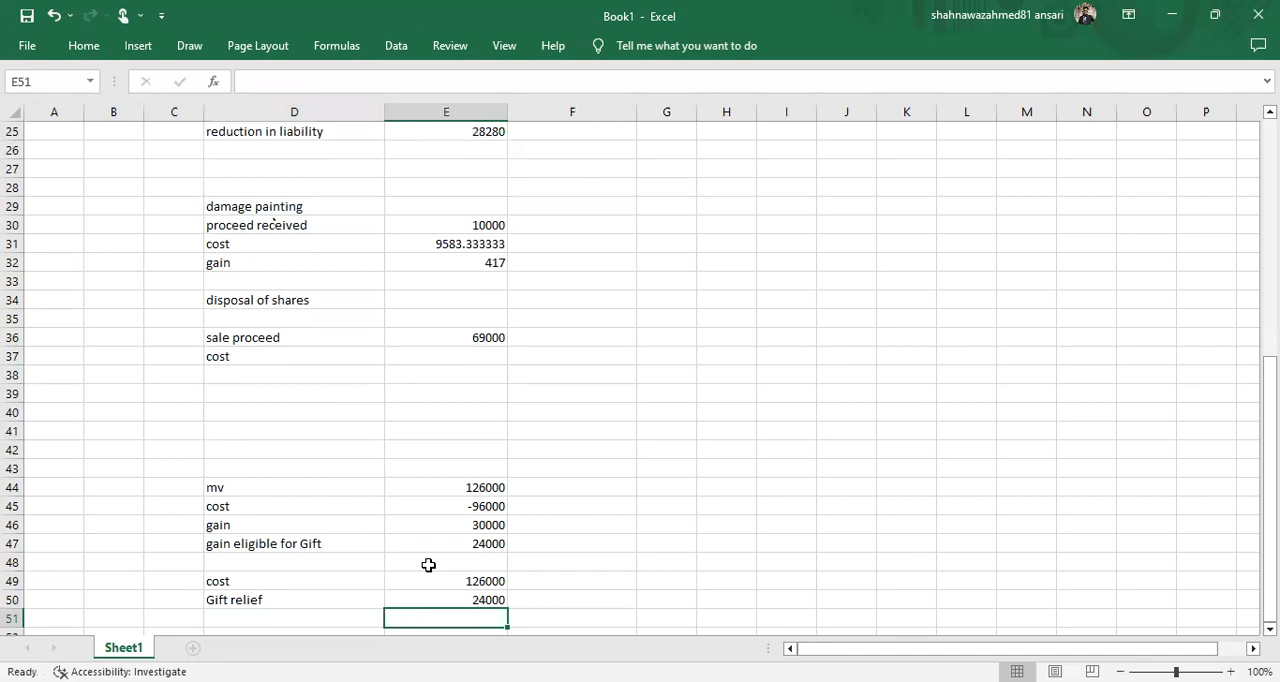 Book1 - Excel
shahnawazahmed81 ansari
File Home Insert Draw Page Layout Formulas Data Review View Help Tell me what you want to do
E51 fx
A B C D E F G H I J K L M N O P
25 reduction in liability 28280
26
27
28
29 damage painting
30 proceed received 10000
31 cost 9583.333333
32 gain 417
33
34 disposal of shares
35
36 sale proceed 69000
37 cost
38
39
40
41
42
43
44 mv 126000
45 cost -96000
46 gain 30000
47 gain eligible for Gift 24000
48
49 cost 126000
50 Gift relief 24000
51
Sheet1
Ready Accessibility: Investigate 100%